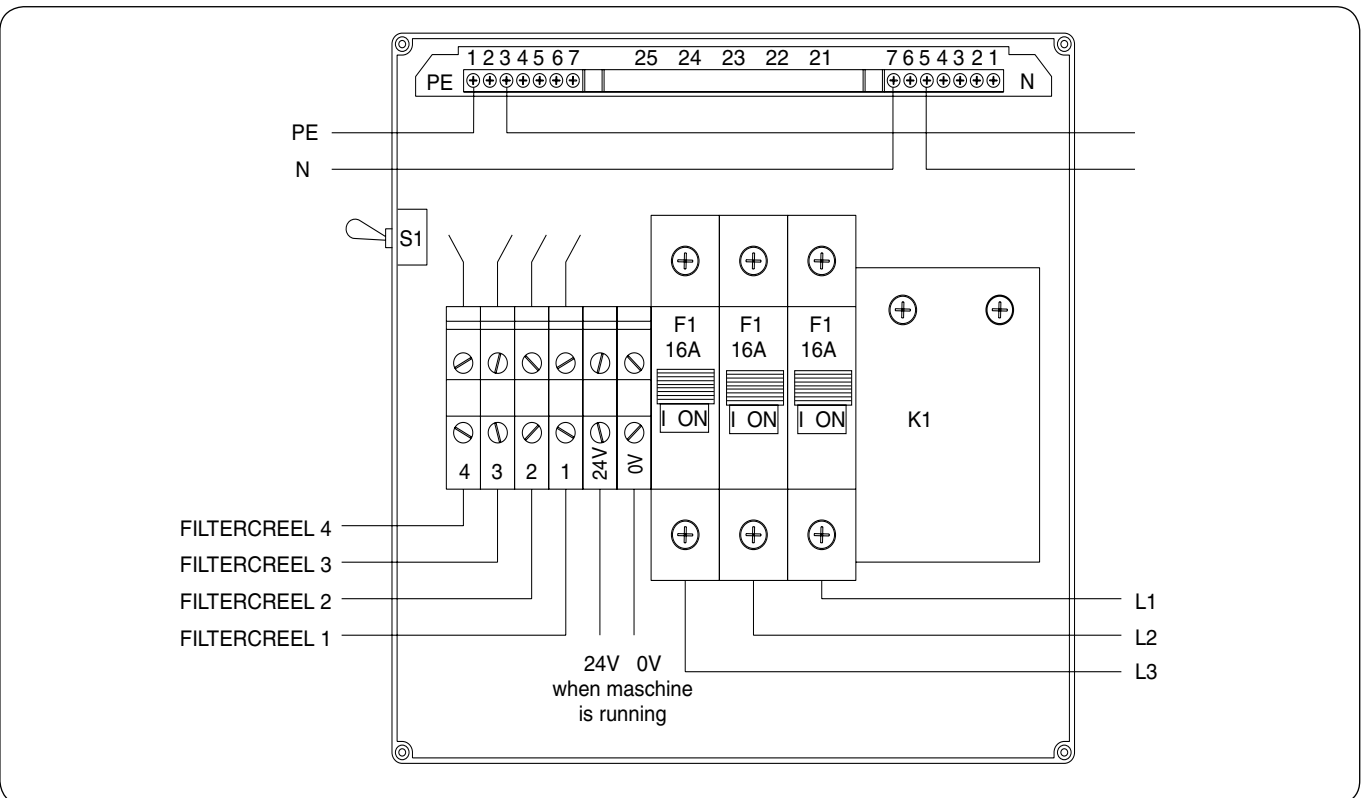 1 2 3 4 5 6 7 25 24 23 22 21 7 6 5 4 3 2 1
PE N
PE
N
S1
F1 F1 F1
16A 16A 16A
I ON I ON I ON
K1
4 3 2 1 24V 0V
FILTERCREEL 4
FILTERCREEL 3
FILTERCREEL 2
FILTERCREEL 1
L1
L2
L3
24V 0V
when maschine
is running